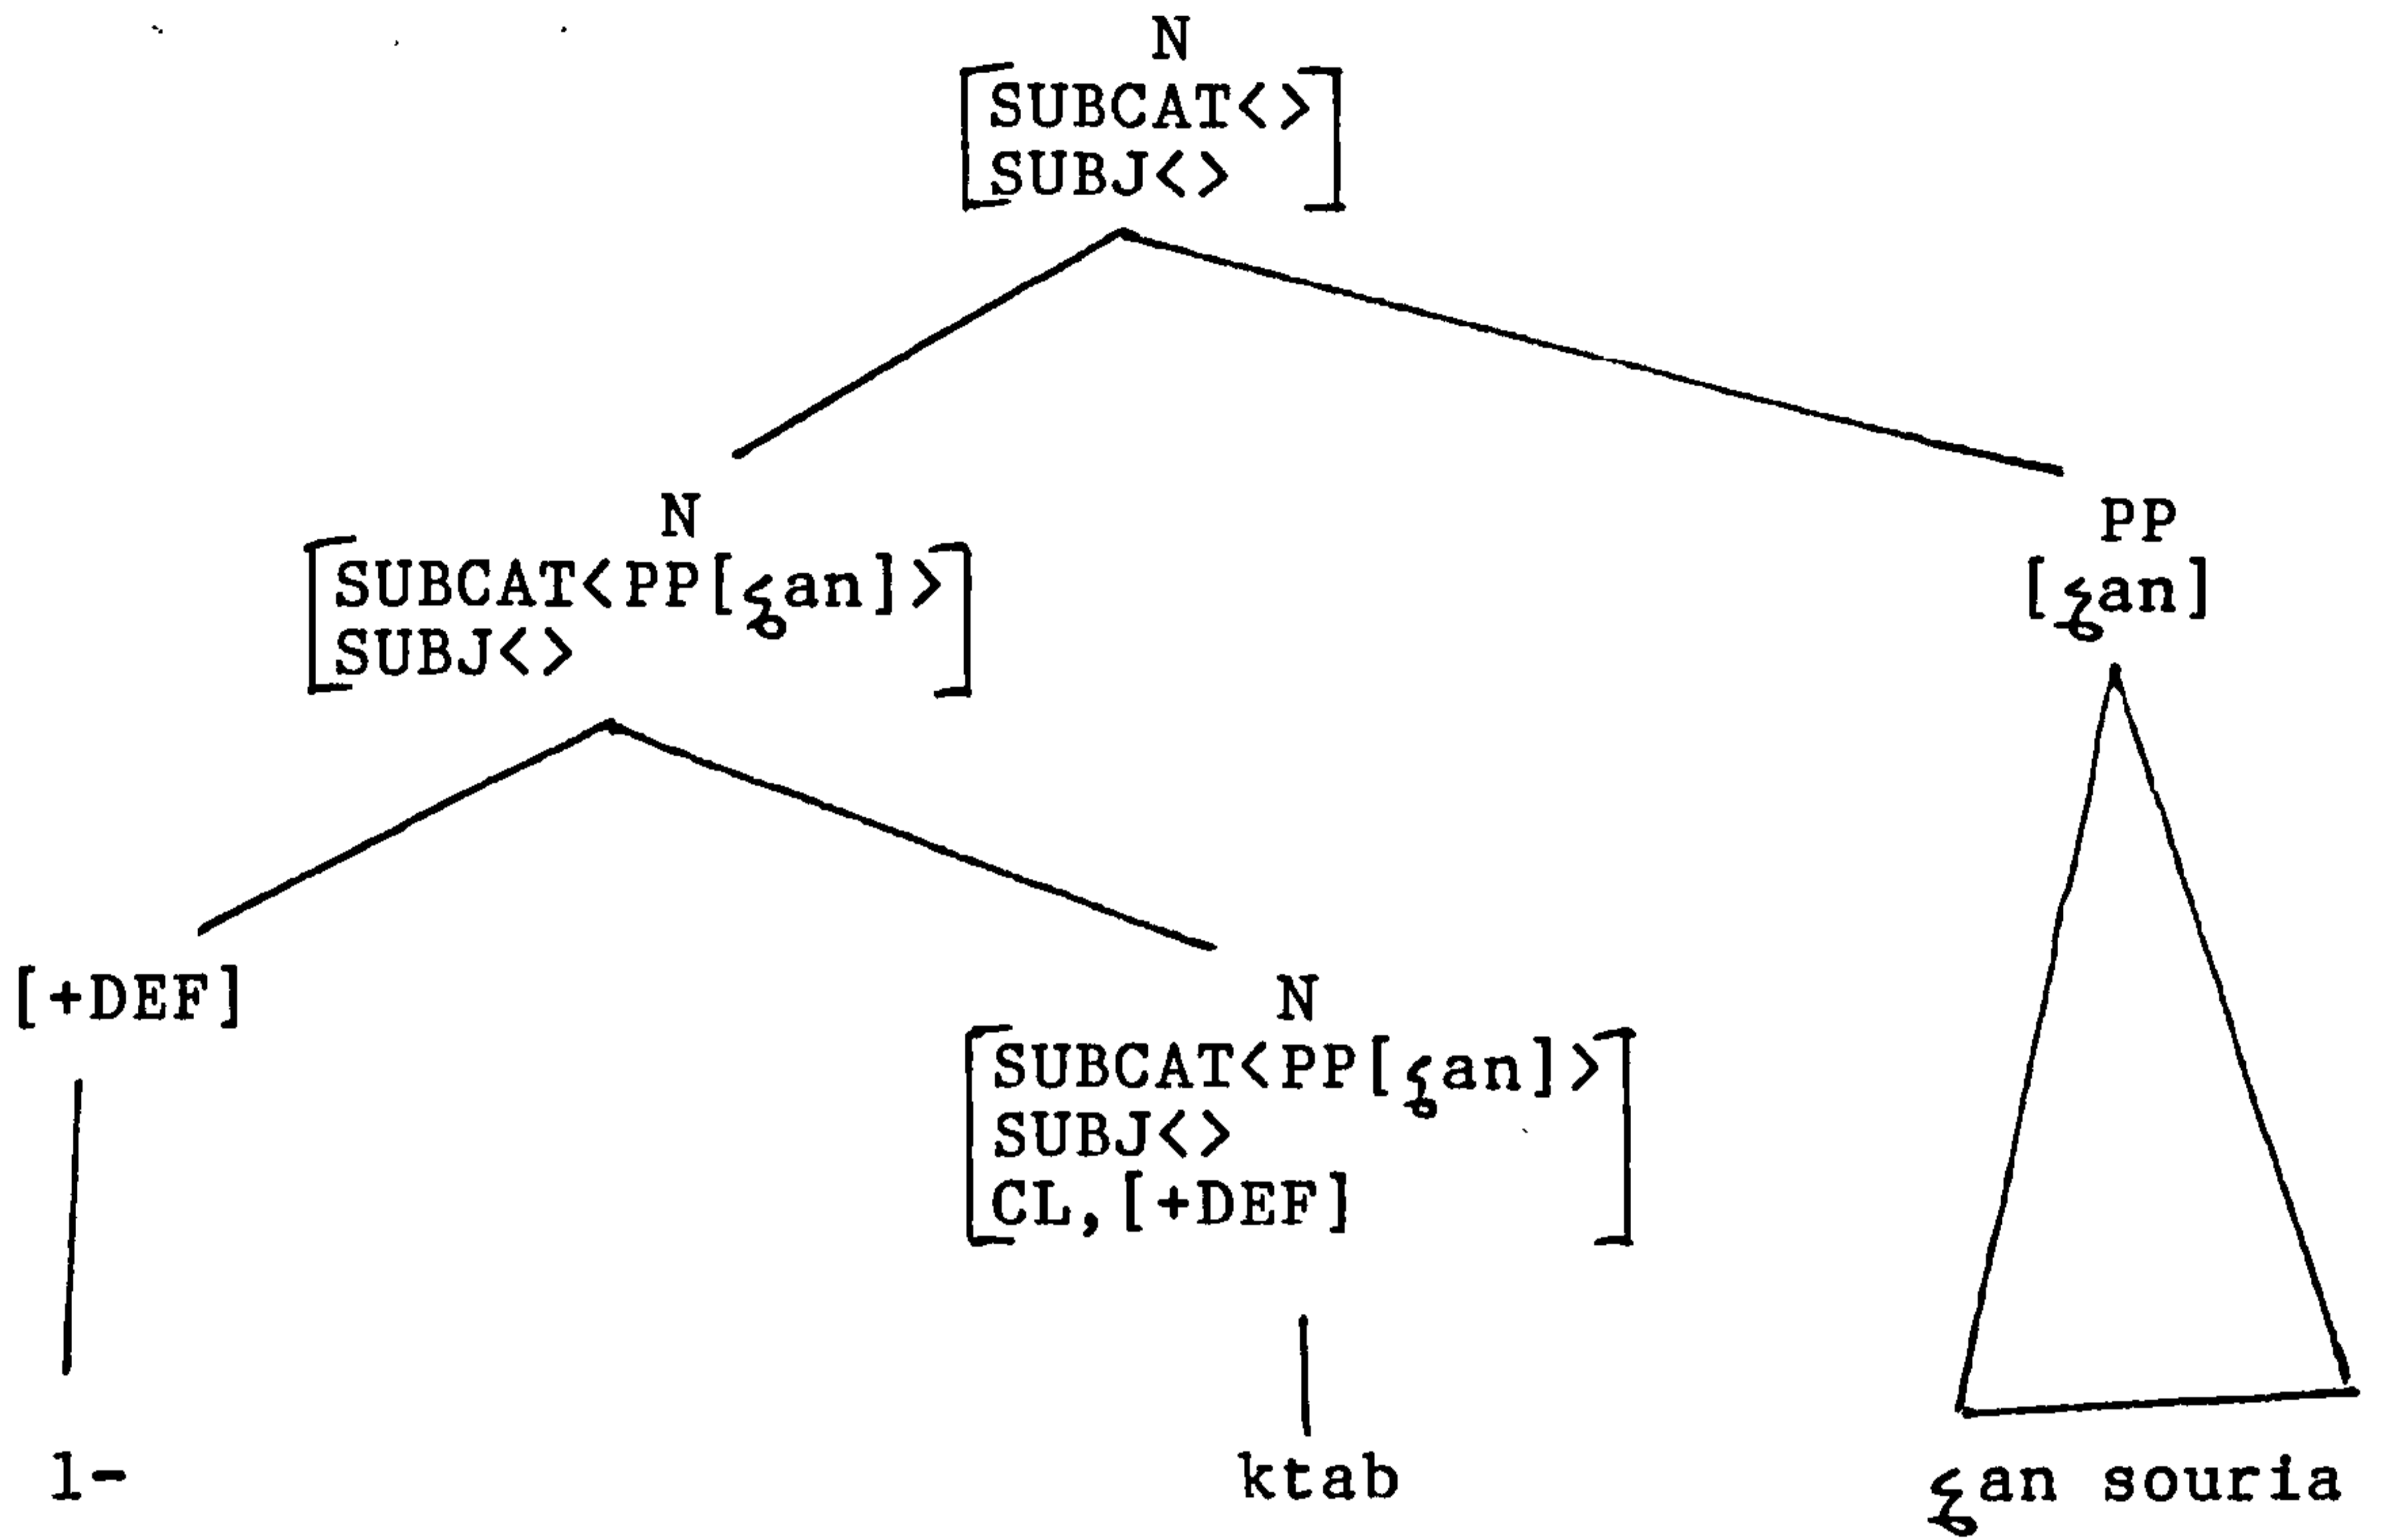 N
[SUBCAT<>
SUBJ<>]
N
[SUBCAT<PP[ʕan]>
SUBJ<>]
PP
[ʕan]
[+DEF]
N
[SUBCAT<PP[ʕan]>
SUBJ<>
CL,[+DEF]]
l-
ktab
ʕan souria